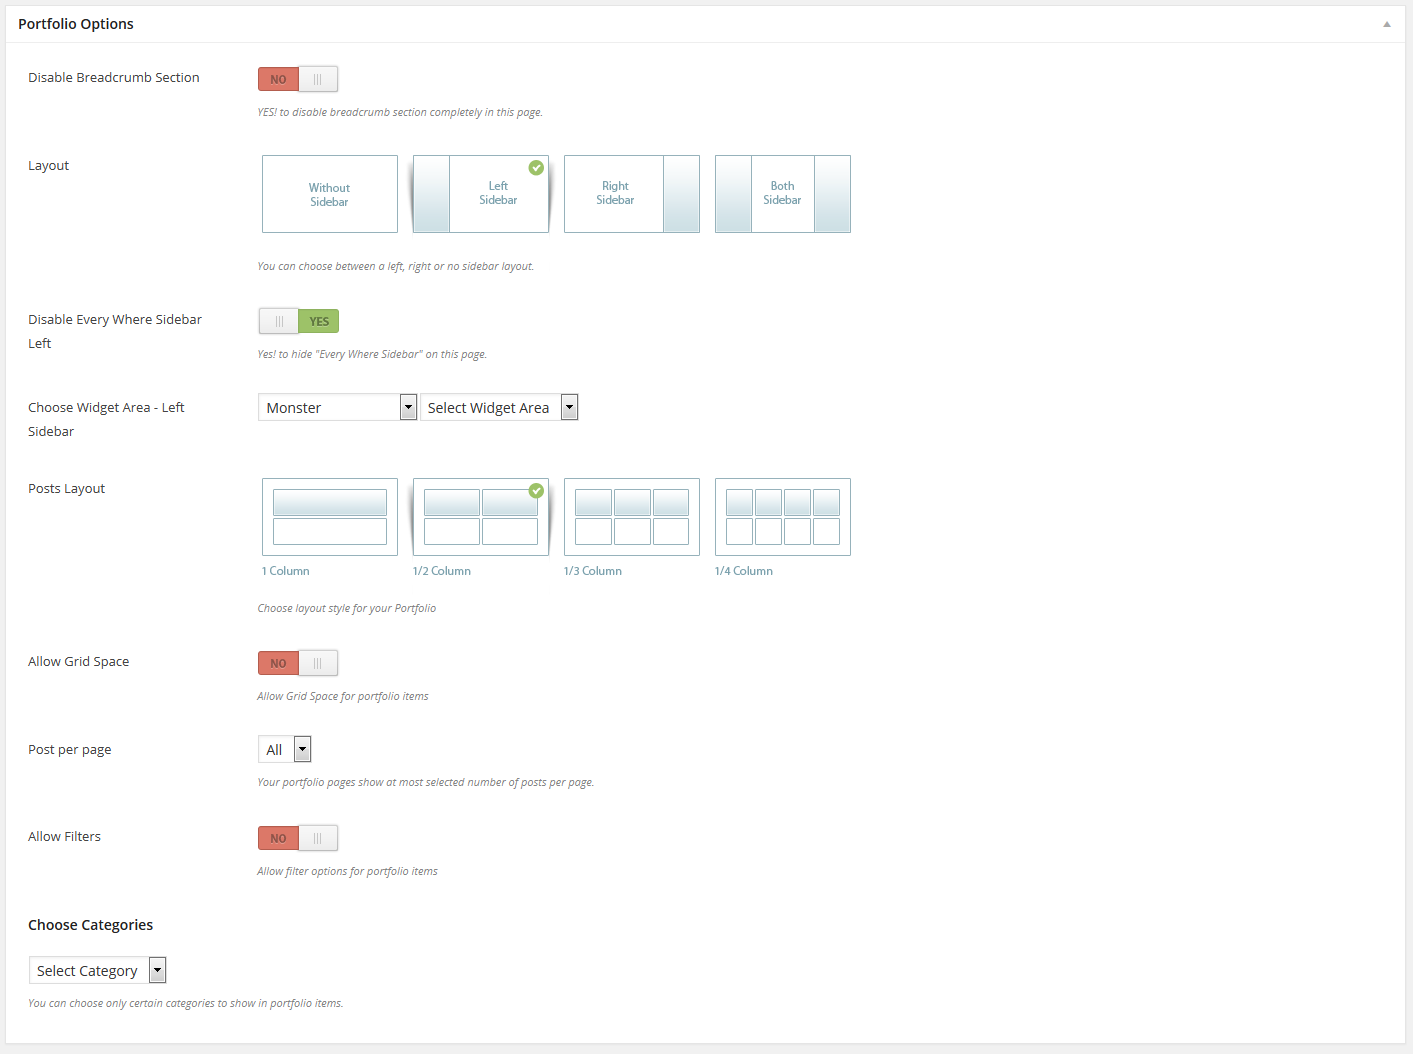 Portfolio Options
Disable Breadcrumb Section
NO
YES! to disable breadcrumb section completely in this page.
Layout
Without
Sidebar
Left
Sidebar
Right
Sidebar
Both
Sidebar
You can choose between a left, right or no sidebar layout.
Disable Every Where Sidebar
Left
YES
Yes! to hide "Every Where Sidebar" on this page.
Choose Widget Area - Left
Sidebar
Monster
Select Widget Area
Posts Layout
1 Column
1/2 Column
1/3 Column
1/4 Column
Choose layout style for your Portfolio
Allow Grid Space
NO
Allow Grid Space for portfolio items
Post per page
All
Your portfolio pages show at most selected number of posts per page.
Allow Filters
NO
Allow filter options for portfolio items
Choose Categories
Select Category
You can choose only certain categories to show in portfolio items.